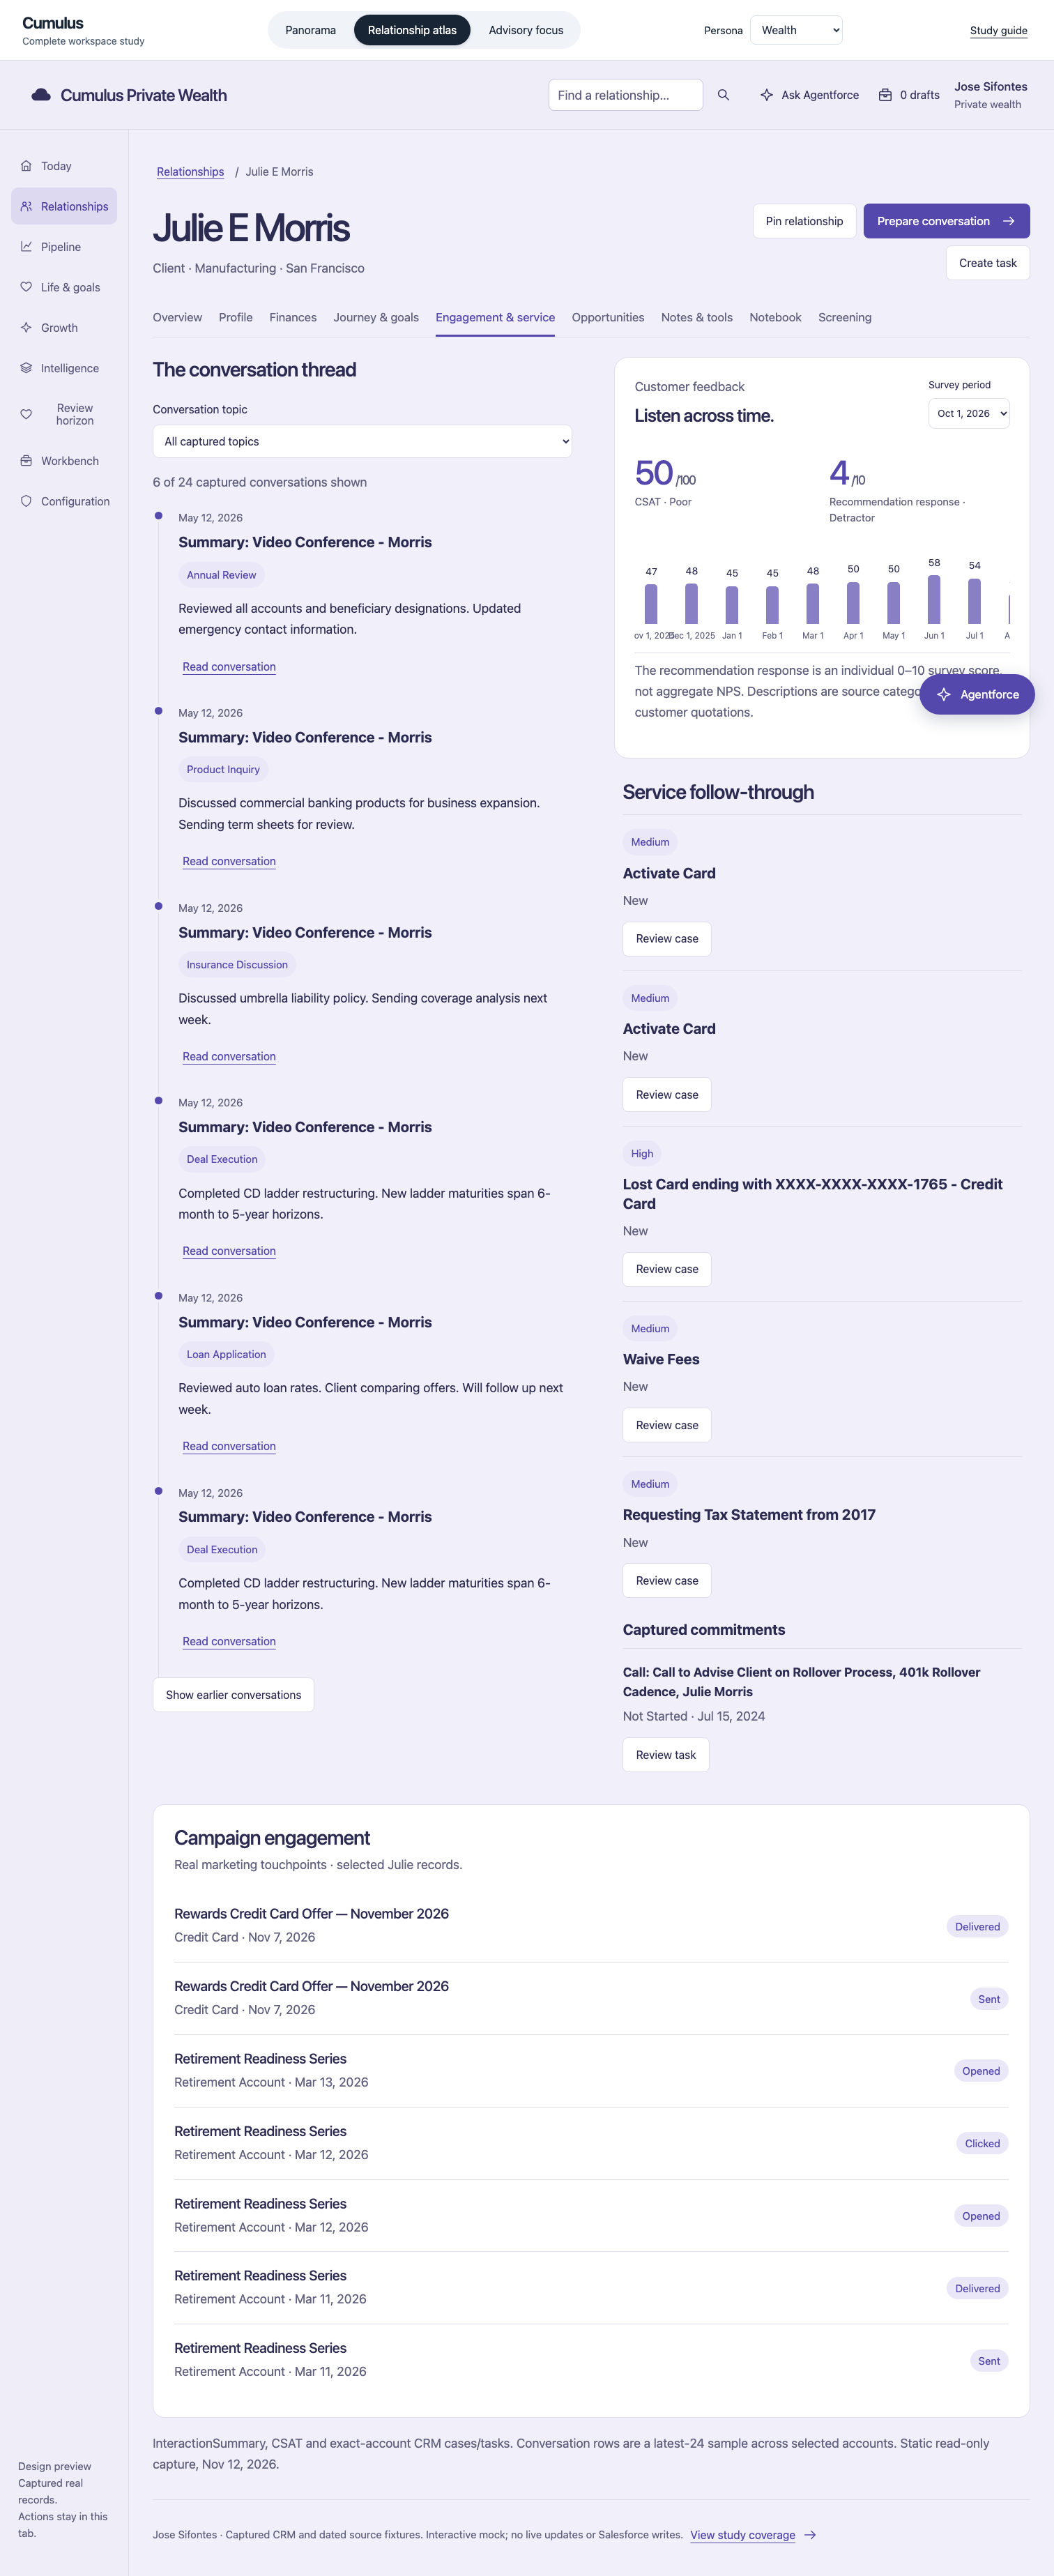 Cumulus
Complete workspace study
Panorama
Relationship atlas
Advisory focus
Persona
Wealth
Study guide
Cumulus Private Wealth
Find a relationship...
Ask Agentforce
0 drafts
Jose Sifontes
Private wealth
Today
Relationships
Pipeline
Life & goals
Growth
Intelligence
Review
horizon
Workbench
Configuration
Relationships / Julie E Morris
Julie E Morris
Client · Manufacturing · San Francisco
Pin relationship
Prepare conversation
Create task
Overview
Profile
Finances
Journey & goals
Engagement & service
Opportunities
Notes & tools
Notebook
Screening
The conversation thread
Conversation topic
All captured topics
6 of 24 captured conversations shown
May 12, 2026
Summary: Video Conference - Morris
Annual Review
Reviewed all accounts and beneficiary designations. Updated
emergency contact information.
Read conversation
May 12, 2026
Summary: Video Conference - Morris
Product Inquiry
Discussed commercial banking products for business expansion.
Sending term sheets for review.
Read conversation
May 12, 2026
Summary: Video Conference - Morris
Insurance Discussion
Discussed umbrella liability policy. Sending coverage analysis next
week.
Read conversation
May 12, 2026
Summary: Video Conference - Morris
Deal Execution
Completed CD ladder restructuring. New ladder maturities span 6-
month to 5-year horizons.
Read conversation
May 12, 2026
Summary: Video Conference - Morris
Loan Application
Reviewed auto loan rates. Client comparing offers. Will follow up next
week.
Read conversation
May 12, 2026
Summary: Video Conference - Morris
Deal Execution
Completed CD ladder restructuring. New ladder maturities span 6-
month to 5-year horizons.
Read conversation
Show earlier conversations
Customer feedback
Listen across time.
Survey period
Oct 1, 2026
50 /100
CSAT · Poor
4 /10
Recommendation response ·
Detractor
47 48 45 45 48 50 50 58 54
ov 1, 2025 Dec 1, 2025 Jan 1 Feb 1 Mar 1 Apr 1 May 1 Jun 1 Jul 1 A
The recommendation response is an individual 0–10 survey score,
not aggregate NPS. Descriptions are source
customer quotations.
Agentforce
Service follow-through
Medium
Activate Card
New
Review case
Medium
Activate Card
New
Review case
High
Lost Card ending with XXXX-XXXX-XXXX-1765 - Credit
Card
New
Review case
Medium
Waive Fees
New
Review case
Medium
Requesting Tax Statement from 2017
New
Review case
Captured commitments
Call: Call to Advise Client on Rollover Process, 401k Rollover
Cadence, Julie Morris
Not Started · Jul 15, 2024
Review task
Campaign engagement
Real marketing touchpoints · selected Julie records.
Rewards Credit Card Offer — November 2026
Credit Card · Nov 7, 2026
Delivered
Rewards Credit Card Offer — November 2026
Credit Card · Nov 7, 2026
Sent
Retirement Readiness Series
Retirement Account · Mar 13, 2026
Opened
Retirement Readiness Series
Retirement Account · Mar 12, 2026
Clicked
Retirement Readiness Series
Retirement Account · Mar 12, 2026
Opened
Retirement Readiness Series
Retirement Account · Mar 11, 2026
Delivered
Retirement Readiness Series
Retirement Account · Mar 11, 2026
Sent
InteractionSummary, CSAT and exact-account CRM cases/tasks. Conversation rows are a latest-24 sample across selected accounts. Static read-only
capture, Nov 12, 2026.
Design preview
Captured real
records.
Actions stay in this
tab.
Jose Sifontes · Captured CRM and dated source fixtures. Interactive mock; no live updates or Salesforce writes. View study coverage